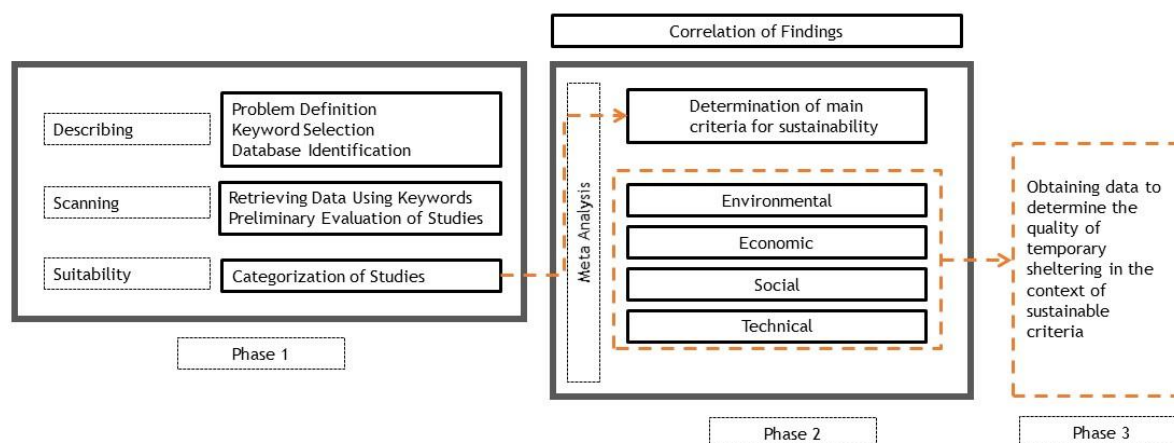 Correlation of Findings
Describing
Problem Definition
Keyword Selection
Database Identification
Scanning
Retrieving Data Using Keywords
Preliminary Evaluation of Studies
Suitability
Categorization of Studies
Phase 1
Meta Analysis
Determination of main
criteria for sustainability
Environmental
Economic
Social
Technical
Phase 2
Obtaining data to
determine the
quality of
temporary
sheltering in the
context of
sustainable
criteria
Phase 3